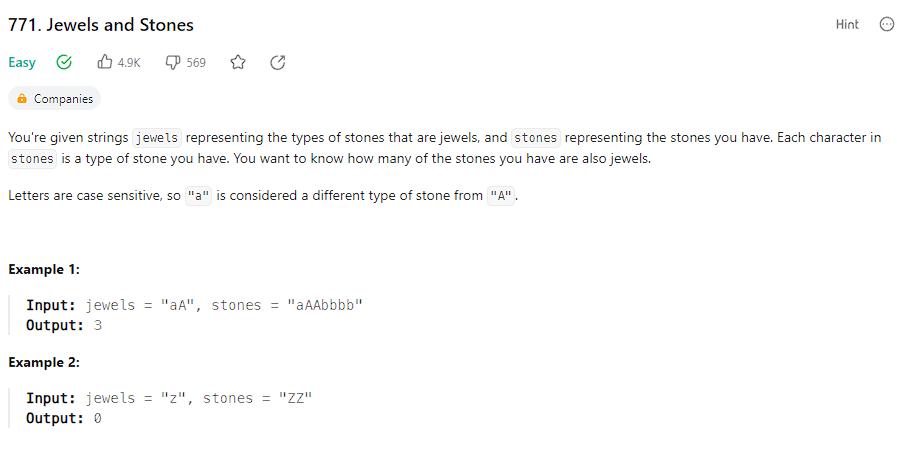 771. Jewels and Stones
Hint
Easy 4.9K 569
Companies
You're given strings jewels representing the types of stones that are jewels, and stones representing the stones you have. Each character in
stones is a type of stone you have. You want to know how many of the stones you have are also jewels.
Letters are case sensitive, so "a" is considered a different type of stone from "A".
Example 1:
Input: jewels = "aA", stones = "aAAbbbb"
Output: 3
Example 2:
Input: jewels = "z", stones = "ZZ"
Output: 0